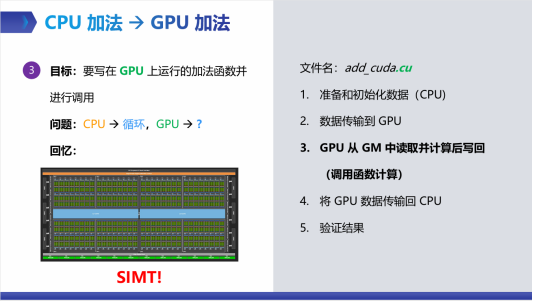 CPU 加法 → GPU 加法
3 目标：要写在 GPU 上运行的加法函数并
进行调用
问题：CPU → 循环，GPU → ?
回忆：
SIMT!
文件名：add_cuda.cu
1. 准备和初始化数据（CPU）
2. 数据传输到 GPU
3. GPU 从 GM 中读取并计算后写回
（调用函数计算）
4. 将 GPU 数据传输回 CPU
5. 验证结果